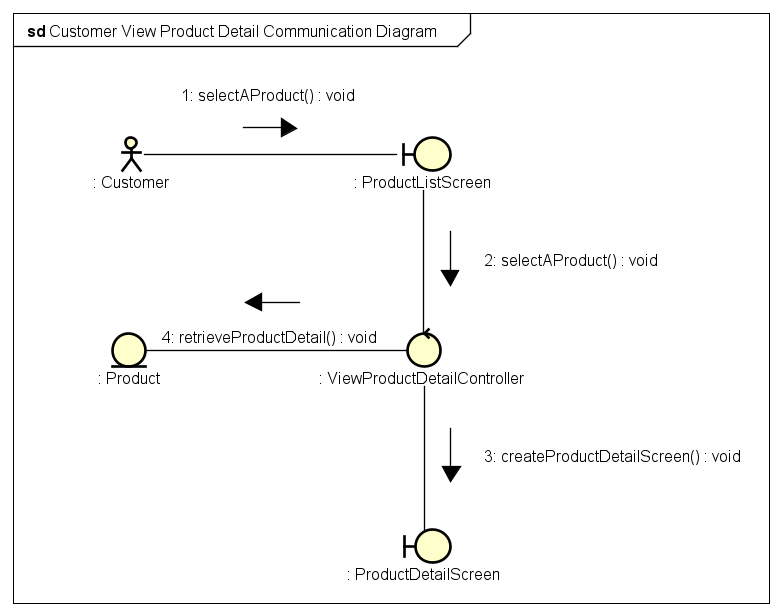 sd Customer View Product Detail Communication Diagram
1: selectAProduct() : void
: Customer
: ProductListScreen
2: selectAProduct() : void
4: retrieveProductDetail() : void
: Product
: ViewProductDetailController
3: createProductDetailScreen() : void
: ProductDetailScreen